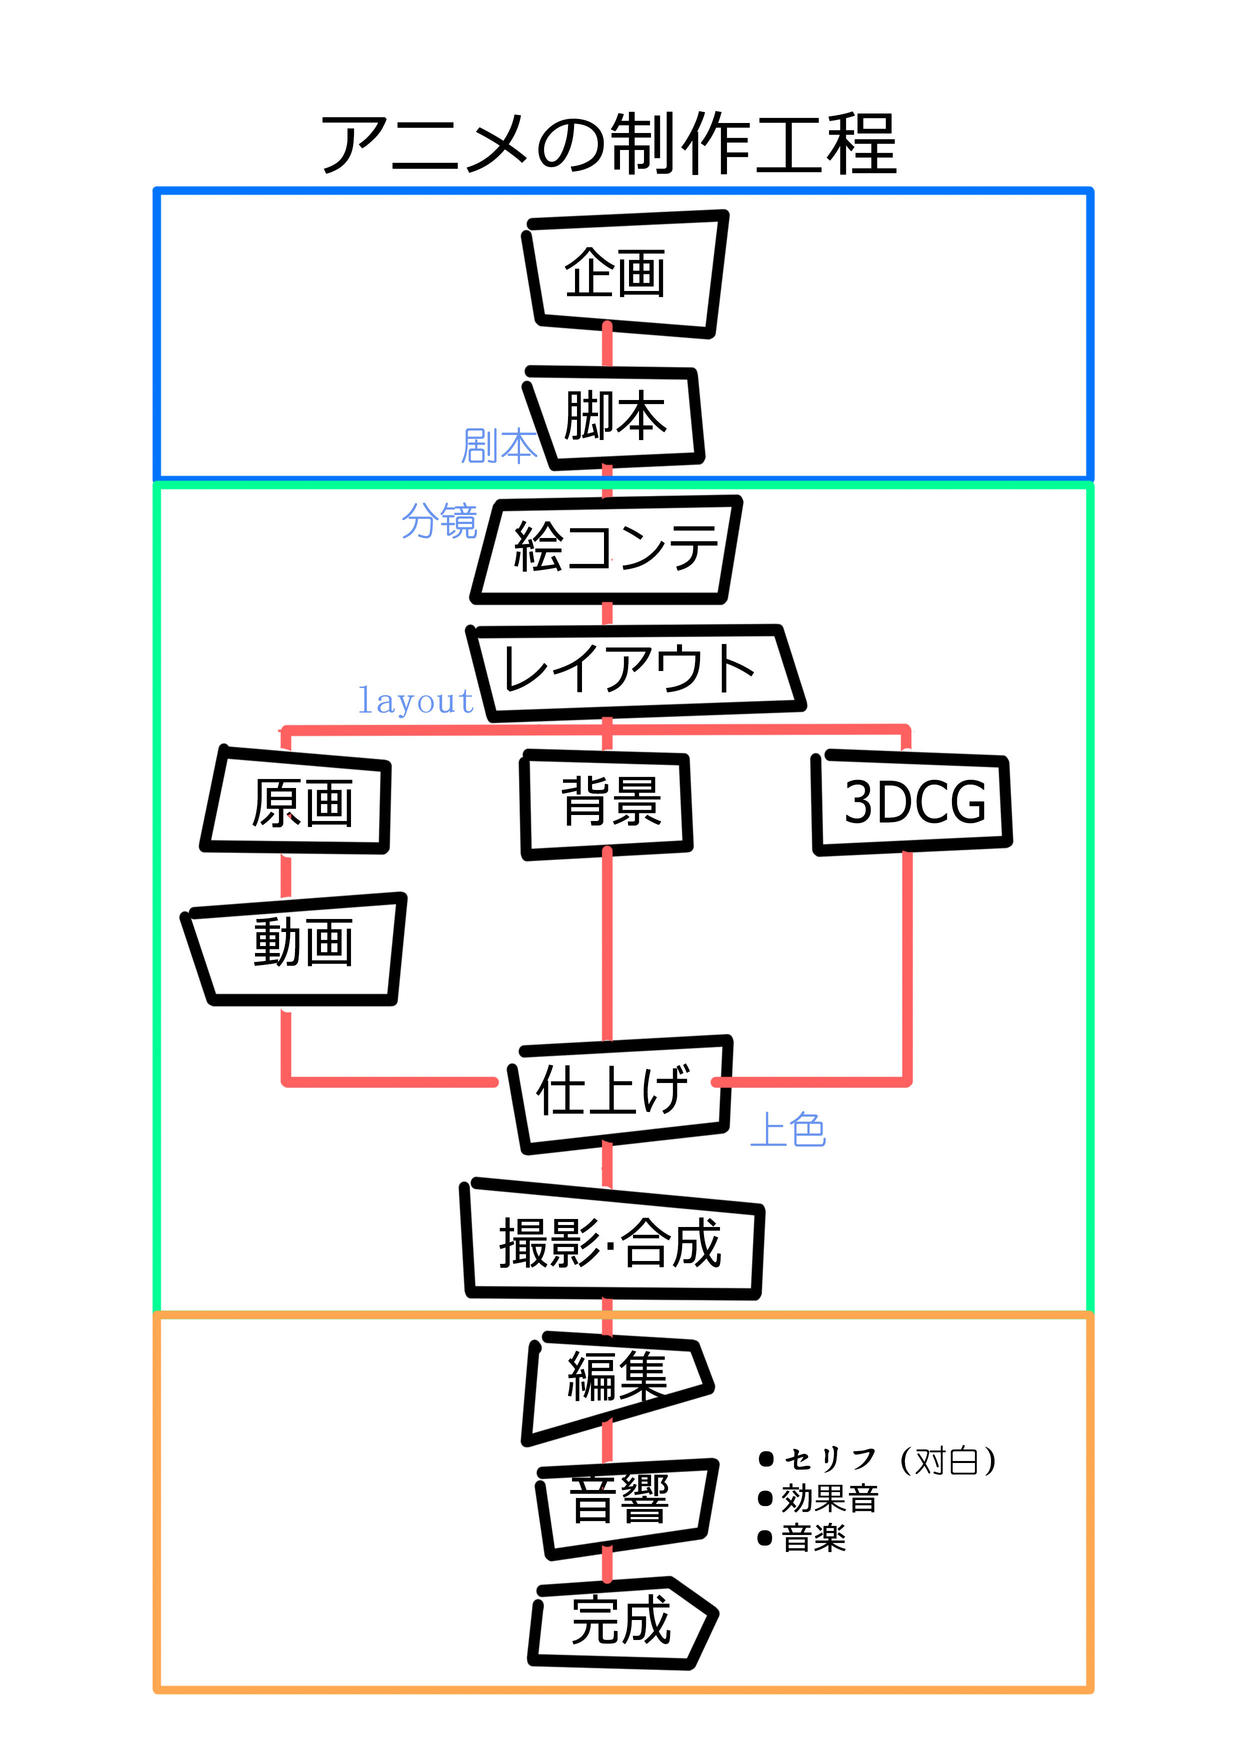 アニメの制作工程
企画
脚本
剧本
分镜
絵コンテ
レイアウト
layout
原画
背景
3DCG
動画
仕上げ
上色
撮影·合成
編集
音響
●セリフ（对白）
●効果音
●音楽
完成